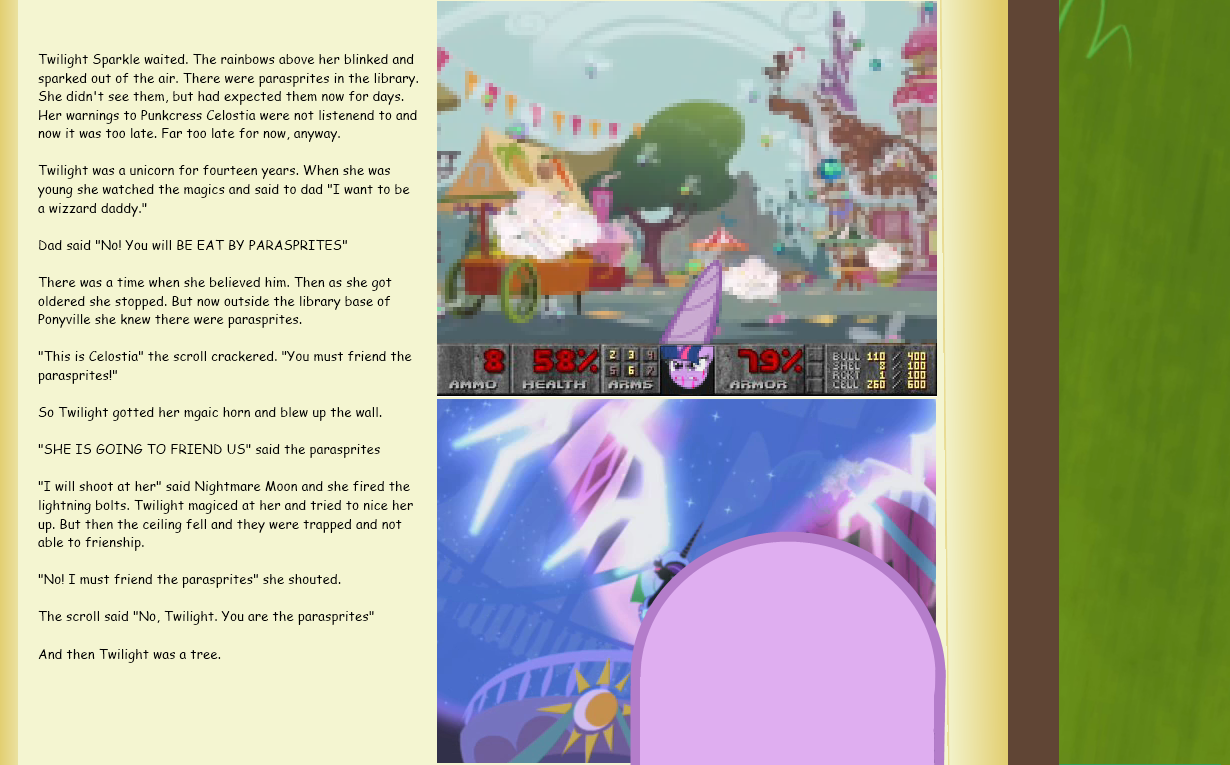 Twilight Sparkle waited. The rainbows above her blinked and
sparked out of the air. There were parasprites in the library.
She didn't see them, but had expected them now for days.
Her warnings to Punkcress Celostia were not listenend to and
now it was too late. Far too late for now, anyway.
Twilight was a unicorn for fourteen years. When she was
young she watched the magics and said to dad "I want to be
a wizzard daddy."
Dad said "No! You will BE EAT BY PARASPRITES"
There was a time when she believed him. Then as she got
oldered she stopped. But now outside the library base of
Ponyville she knew there were parasprites.
"This is Celostia" the scroll crackered. "You must friend the
parasprites!"
So Twilight gotted her mgaic horn and blew up the wall.
"SHE IS GOING TO FRIEND US" said the parasprites
"I will shoot at her" said Nightmare Moon and she fired the
lightning bolts. Twilight magiced at her and tried to nice her
up. But then the ceiling fell and they were trapped and not
able to frienship.
"No! I must friend the parasprites" she shouted.
The scroll said "No, Twilight. You are the parasprites"
And then Twilight was a tree.
8 58% 2 3 4 79%
5 6 7
AMMO HEALTH ARMS ARMOR
BULL 110 / 400
SHEL 8 / 100
ROKT 1 / 100
CELL 260 / 600